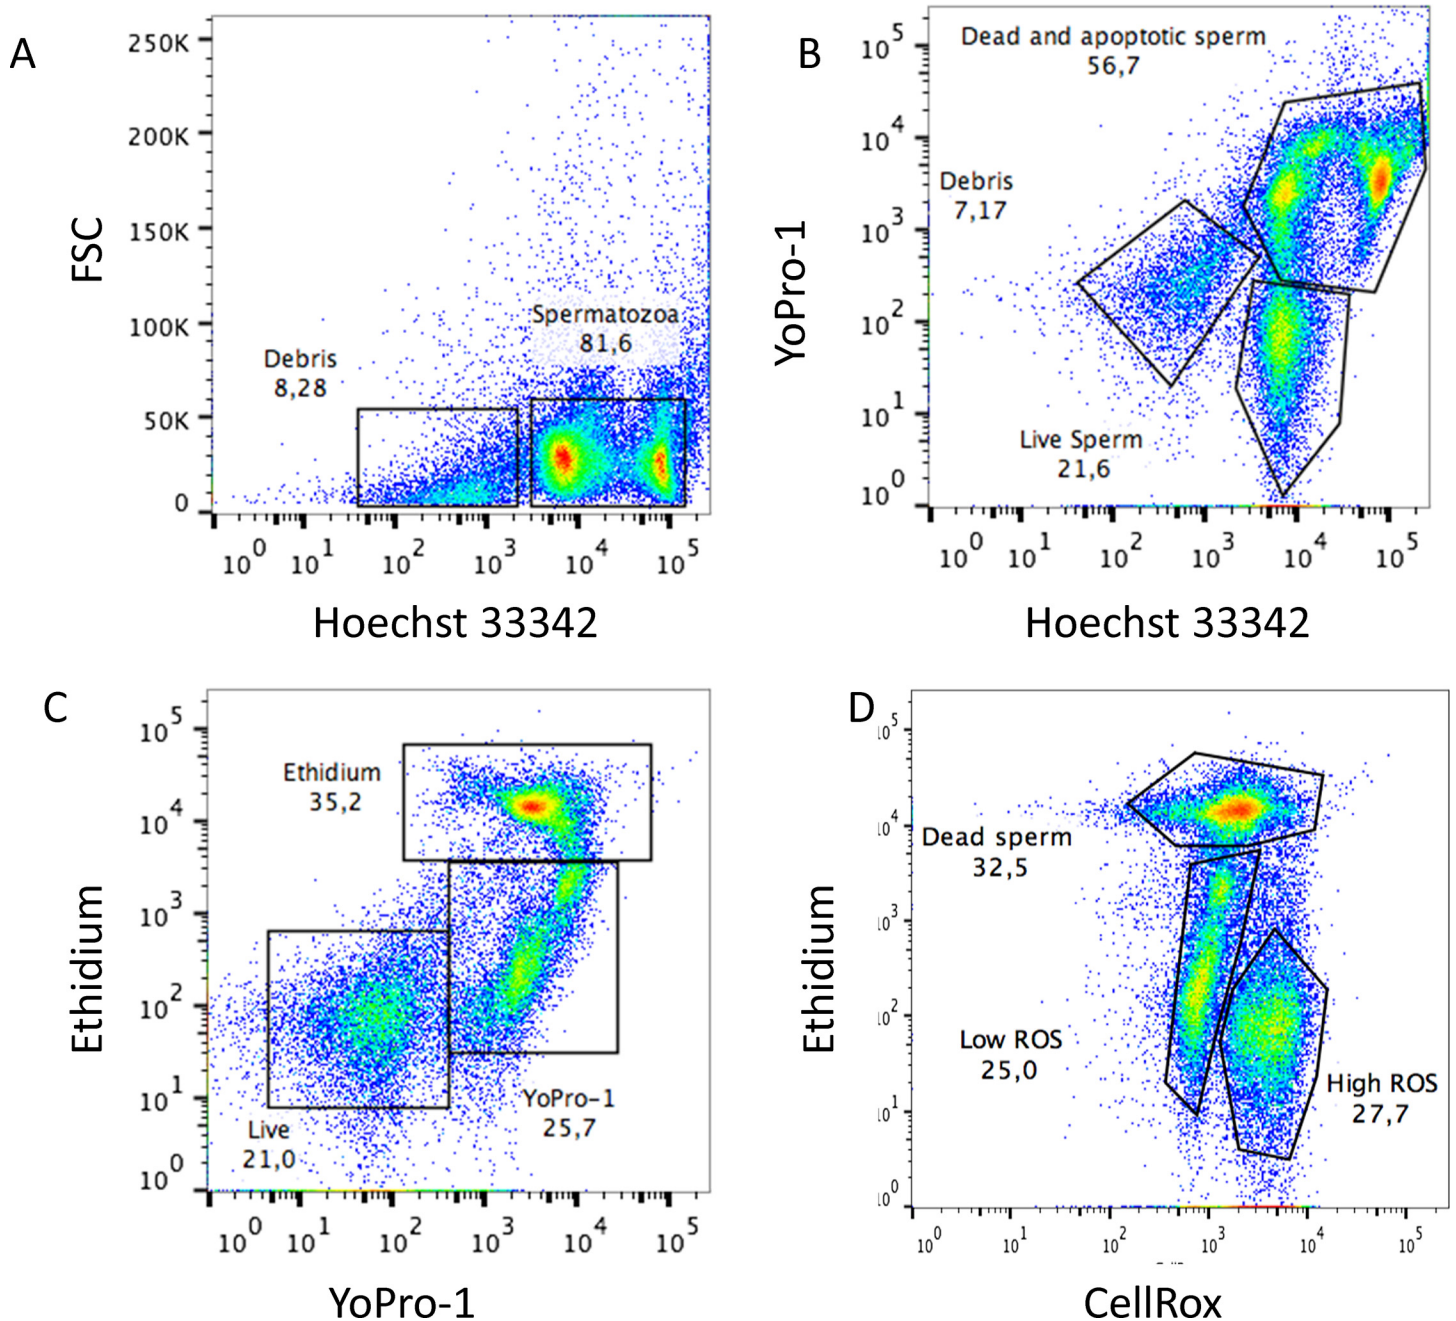 A
FSC
250K
200K
150K
100K
50K
0
Spermatozoa
81,6
Debris
8,28
10^0 10^1 10^2 10^3 10^4 10^5
Hoechst 33342
B
YoPro-1
10^5
10^4
10^3
10^2
10^1
10^0
Dead and apoptotic sperm
56,7
Debris
7,17
Live Sperm
21,6
10^0 10^1 10^2 10^3 10^4 10^5
Hoechst 33342
C
Ethidium
10^5
10^4
10^3
10^2
10^1
10^0
Ethidium
35,2
YoPro-1
25,7
Live
21,0
10^0 10^1 10^2 10^3 10^4 10^5
YoPro-1
D
Ethidium
10^5
10^4
10^3
10^2
10^1
10^0
Dead sperm
32,5
Low ROS
25,0
High ROS
27,7
10^0 10^1 10^2 10^3 10^4 10^5
CellRox